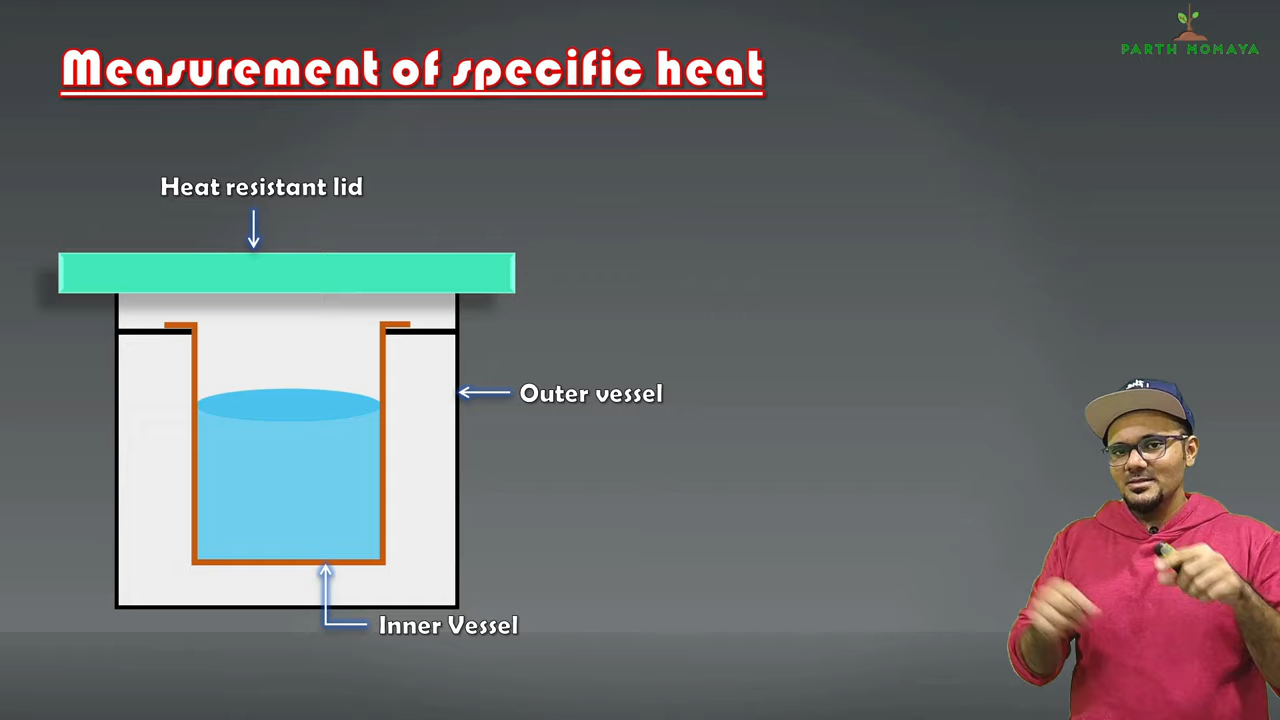 PARTH MOMAYA
Measurement of specific heat
Heat resistant lid
Outer vessel
Inner Vessel